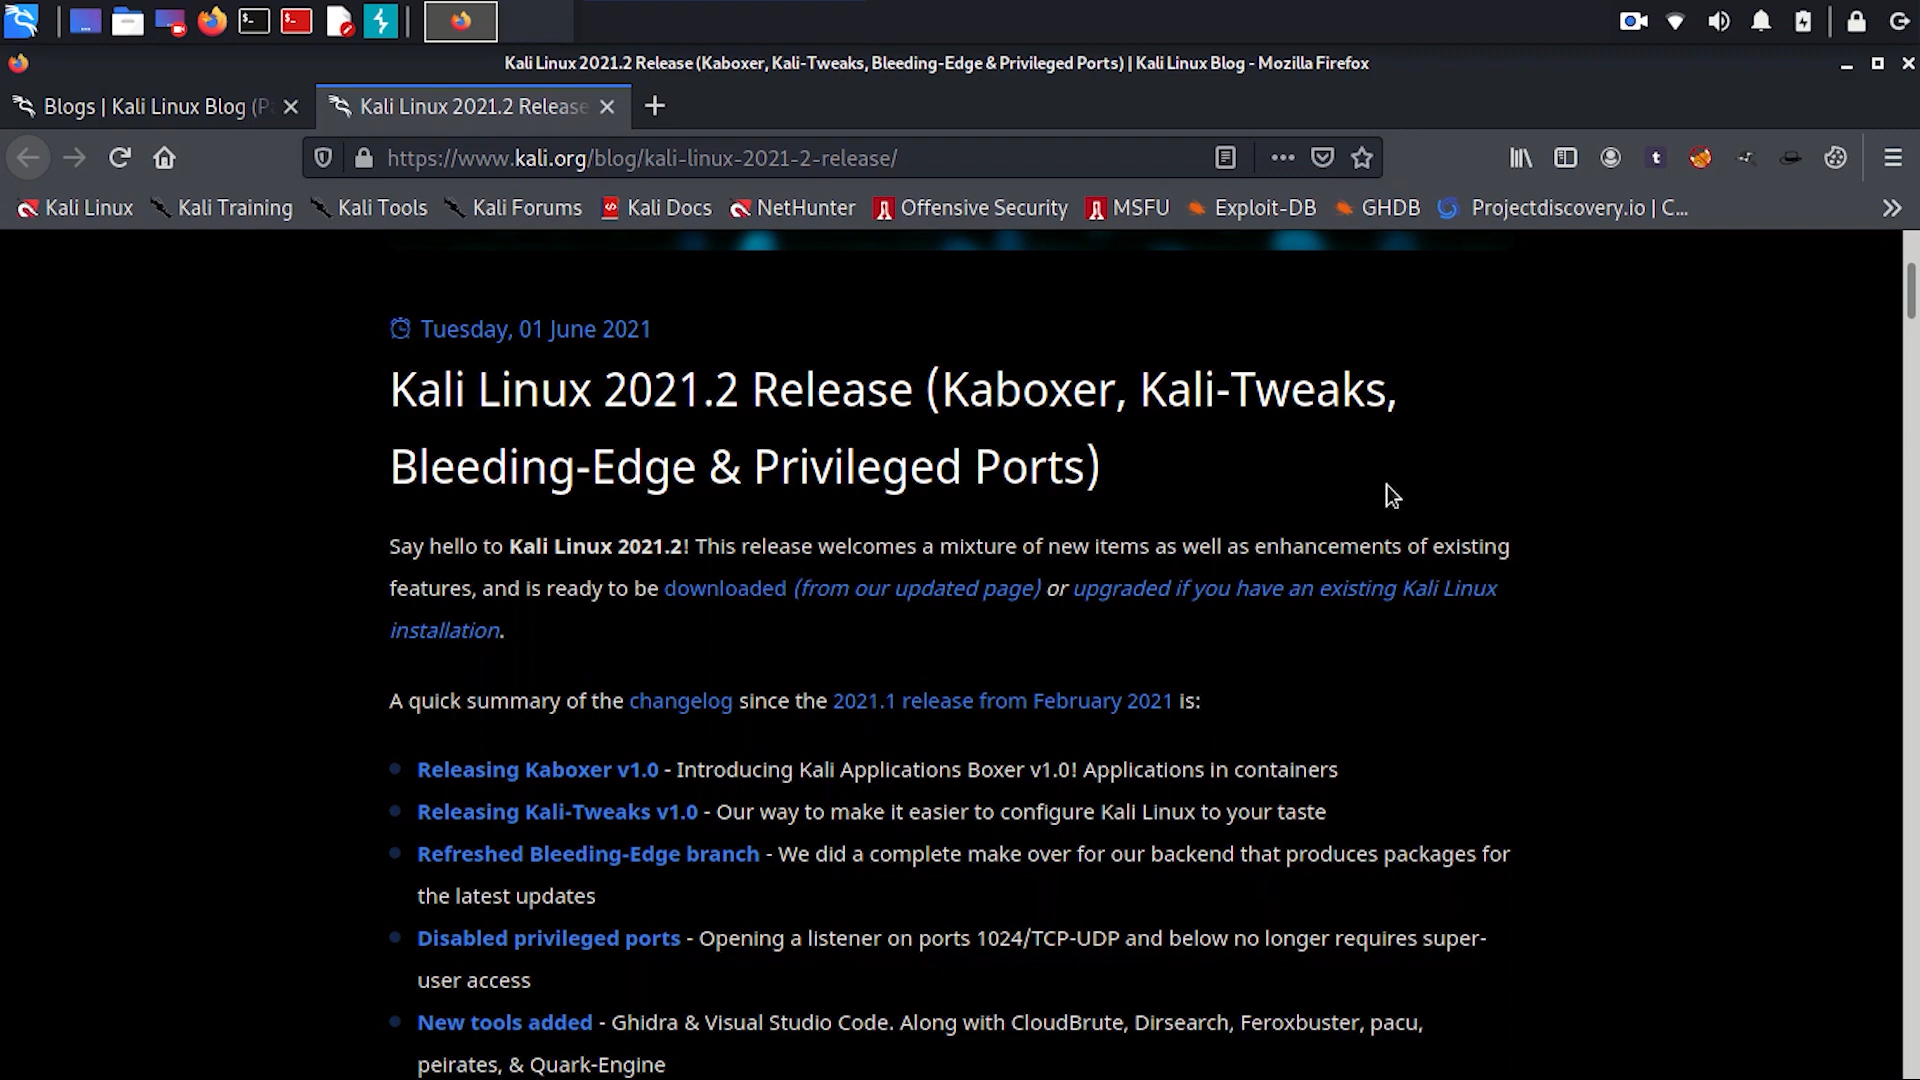 Kali Linux 2021.2 Release (Kaboxer, Kali-Tweaks, Bleeding-Edge & Privileged Ports) | Kali Linux Blog - Mozilla Firefox
Blogs | Kali Linux Blog (P
Kali Linux 2021.2 Release
https://www.kali.org/blog/kali-linux-2021-2-release/
Kali Linux Kali Training Kali Tools Kali Forums Kali Docs NetHunter Offensive Security MSFU Exploit-DB GHDB Projectdiscovery.io | C...
Tuesday, 01 June 2021
Kali Linux 2021.2 Release (Kaboxer, Kali-Tweaks,
Bleeding-Edge & Privileged Ports)
Say hello to Kali Linux 2021.2! This release welcomes a mixture of new items as well as enhancements of existing
features, and is ready to be downloaded (from our updated page) or upgraded if you have an existing Kali Linux
installation.
A quick summary of the changelog since the 2021.1 release from February 2021 is:
Releasing Kaboxer v1.0 - Introducing Kali Applications Boxer v1.0! Applications in containers
Releasing Kali-Tweaks v1.0 - Our way to make it easier to configure Kali Linux to your taste
Refreshed Bleeding-Edge branch - We did a complete make over for our backend that produces packages for
the latest updates
Disabled privileged ports - Opening a listener on ports 1024/TCP-UDP and below no longer requires super-
user access
New tools added - Ghidra & Visual Studio Code. Along with CloudBrute, Dirsearch, Feroxbuster, pacu,
peirates, & Quark-Engine